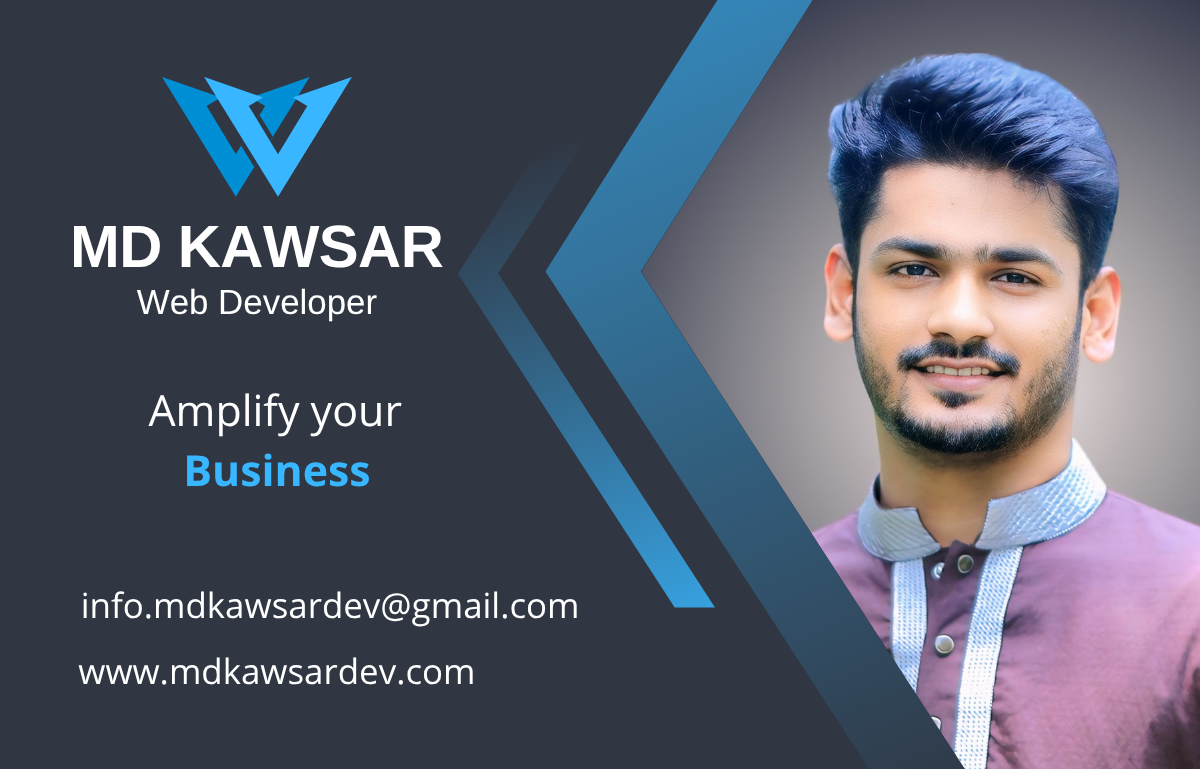 MD KAWSAR
Web Developer
Amplify your
Business
info.mdkawsardev@gmail.com
www.mdkawsardev.com